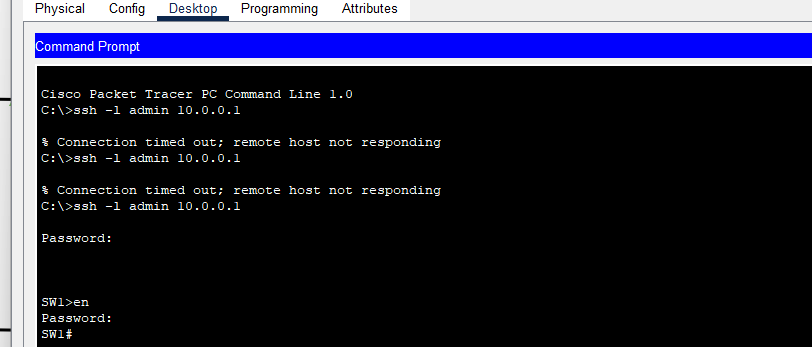 Physical Config Desktop Programming Attributes
Command Prompt
Cisco Packet Tracer PC Command Line 1.0
C:\>ssh -l admin 10.0.0.1
% Connection timed out; remote host not responding
C:\>ssh -l admin 10.0.0.1
% Connection timed out; remote host not responding
C:\>ssh -l admin 10.0.0.1
Password:
SW1>en
Password:
SW1#